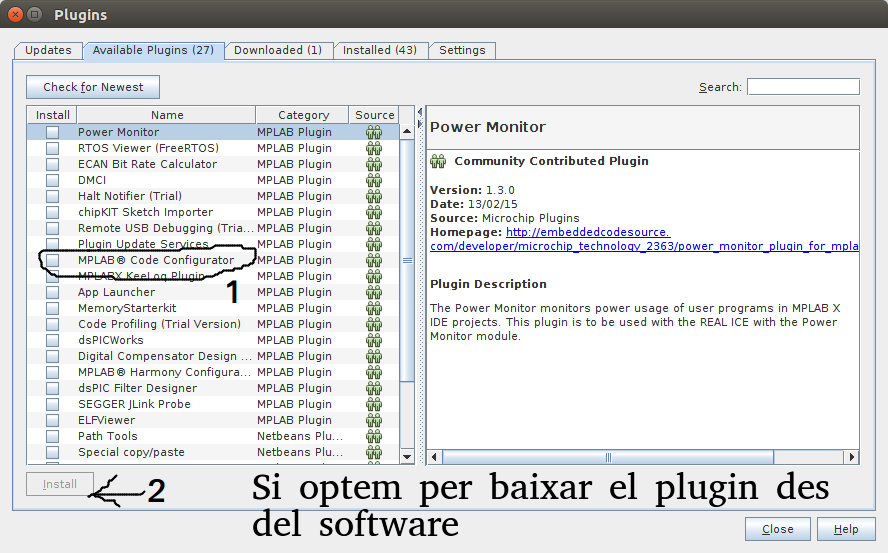 Plugins
Updates
Available Plugins (27)
Downloaded (1)
Installed (43)
Settings
Check for Newest
Search:
Install Name Category Source
Power Monitor MPLAB Plugin
RTOS Viewer (FreeRTOS) MPLAB Plugin
ECAN Bit Rate Calculator MPLAB Plugin
DMCI MPLAB Plugin
Halt Notifier (Trial) MPLAB Plugin
chipKIT Sketch Importer MPLAB Plugin
Remote USB Debugging (Tria... MPLAB Plugin
Plugin Update Services MPLAB Plugin
MPLAB® Code Configurator MPLAB Plugin
MPLABX KeeLoq Plugin MPLAB Plugin
1
App Launcher MPLAB Plugin
MemoryStarterkit MPLAB Plugin
Code Profiling (Trial Version) MPLAB Plugin
dsPICWorks MPLAB Plugin
Digital Compensator Design ... MPLAB Plugin
MPLAB® Harmony Configura... MPLAB Plugin
dsPIC Filter Designer MPLAB Plugin
SEGGER JLink Probe MPLAB Plugin
ELFViewer MPLAB Plugin
Path Tools Netbeans Plu...
Special copy/paste Netbeans Plu...
Power Monitor
Community Contributed Plugin
Version: 1.3.0
Date: 13/02/15
Source: Microchip Plugins
Homepage: http://embeddedcodesource.
com/developer/microchip_technology_2363/power_monitor_plugin_for_mpla
Plugin Description
The Power Monitor monitors power usage of user programs in MPLAB X
IDE projects. This plugin is to be used with the REAL ICE with the Power
Monitor module.
Install
2
Si optem per baixar el plugin des
del software
Close
Help